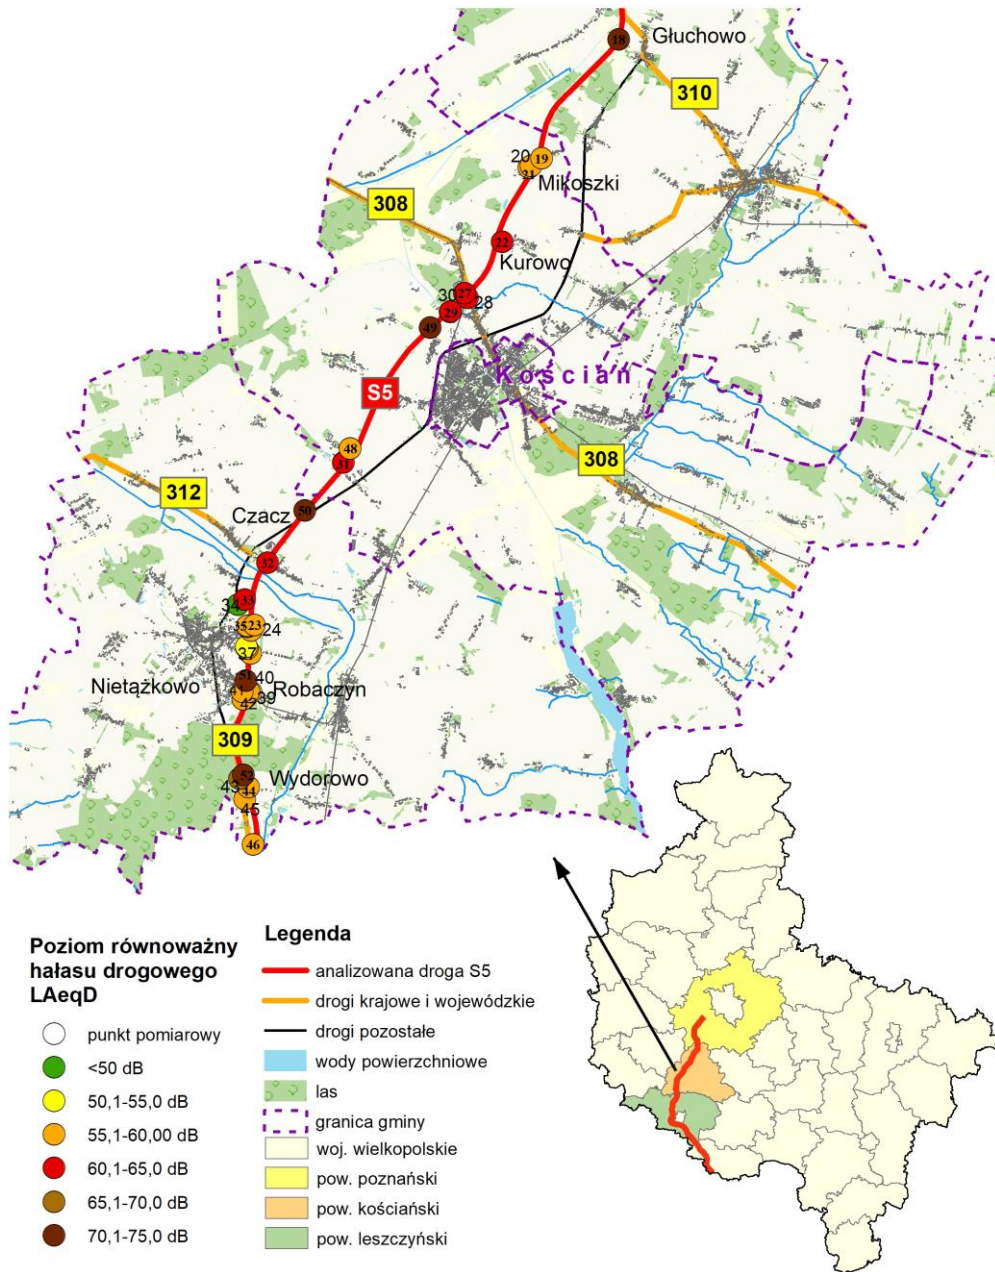 18
Głuchowo
310
20
19
21
Mikoszki
308
22
Kurowo
30
27
28
29
49
Kościan
S5
48
31
308
312
Czacz
50
32
34
33
35
23
24
37
51
40
Nietążkowo
41
Robaczyn
39
42
309
52
Wydorowo
43
44
45
46
Poziom równoważny
hałasu drogowego
LAeqD
punkt pomiarowy
<50 dB
50,1-55,0 dB
55,1-60,00 dB
60,1-65,0 dB
65,1-70,0 dB
70,1-75,0 dB
Legenda
analizowana droga S5
drogi krajowe i wojewódzkie
drogi pozostałe
wody powierzchniowe
las
granica gminy
woj. wielkopolskie
pow. poznański
pow. kościański
pow. leszczyński